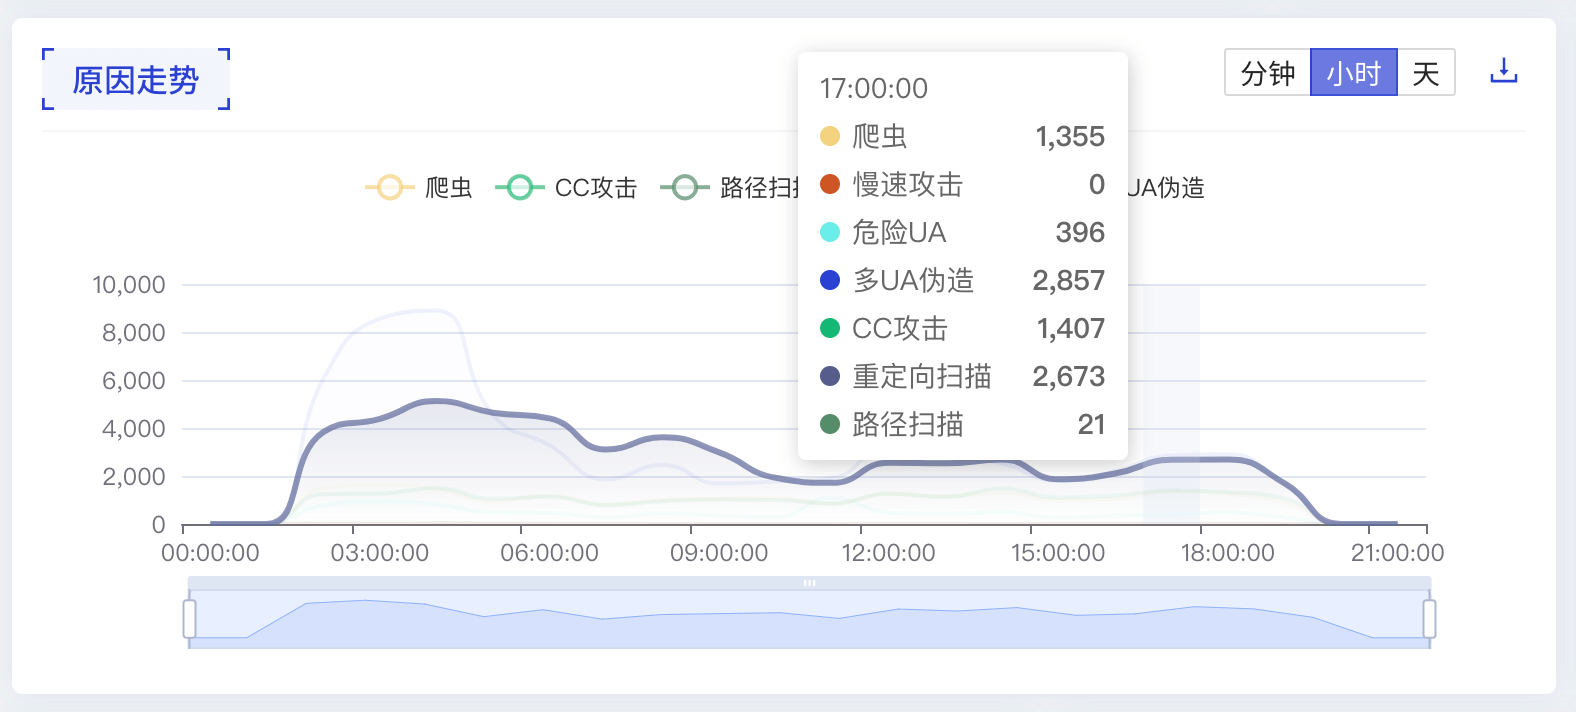 原因走势
分钟 小时 天
17:00:00
爬虫 1,355
慢速攻击 0
危险UA 396
多UA伪造 2,857
CC攻击 1,407
重定向扫描 2,673
路径扫描 21
爬虫 CC攻击 路径扫 UA伪造
10,000
8,000
6,000
4,000
2,000
0
00:00:00 03:00:00 06:00:00 09:00:00 12:00:00 15:00:00 18:00:00 21:00:00